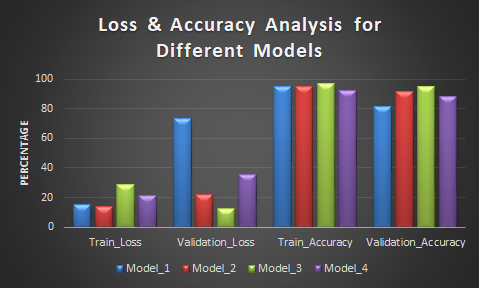 Loss & Accuracy Analysis for
Different Models
PERCENTAGE
100
80
60
40
20
0
Train_Loss
Validation_Loss
Train_Accuracy
Validation_Accuracy
Model_1
Model_2
Model_3
Model_4